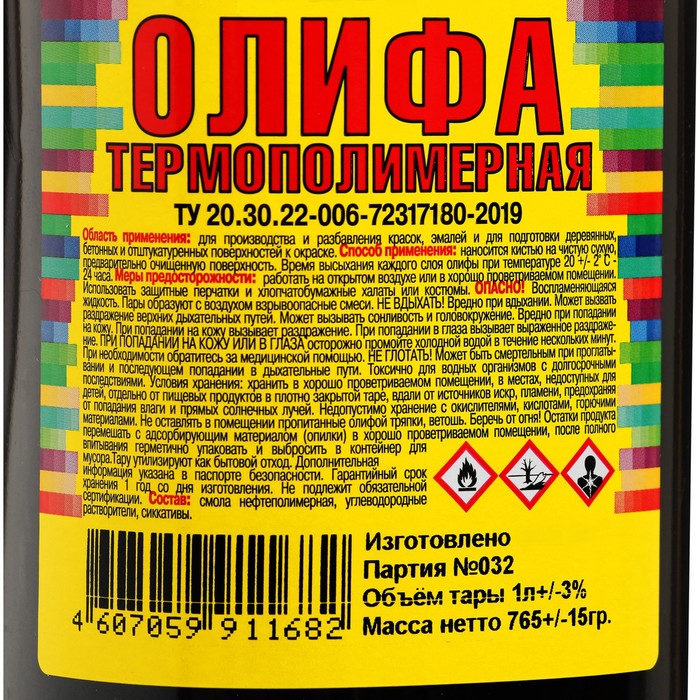 ОЛИФА
ТЕРМОПОЛИМЕРНАЯ
ТУ 20.30.22-006-72317180-2019
Область применения: для производства и разбавления красок, эмалей и для подготовки деревянных,
бетонных и отштукатуренных поверхностей к окраске. Способ применения: наносится кистью на чистую сухую,
предварительно очищенную поверхность. Время высыхания каждого слоя олифы при температуре 20 +/- 2˚С -
24 часа. Меры предосторожности: работать на открытом воздухе или в хорошо проветриваемом помещении.
Использовать защитные перчатки и хлопчатобумажные халаты или костюмы. ОПАСНО! Воспламеняющаяся
жидкость. Пары образуют с воздухом взрывоопасные смеси. НЕ ВДЫХАТЬ! Вредно при вдыхании. Может вызвать
раздражение верхних дыхательных путей. Может вызывать сонливость и головокружение. Вредно при попадании
на кожу. При попадании на кожу вызывает раздражение. При попадании в глаза вызывает выраженное раздраже-
ние. ПРИ ПОПАДАНИИ НА КОЖУ ИЛИ В ГЛАЗА осторожно промойте холодной водой в течение нескольких минут.
При необходимости обратитесь за медицинской помощью. НЕ ГЛОТАТЬ! Может быть смертельным при проглаты-
вании и последующем попадании в дыхательные пути. Токсично для водных организмов с долгосрочными
последствиями. Условия хранения: хранить в хорошо проветриваемом помещении, в местах, недоступных для
детей, отдельно от пищевых продуктов в плотно закрытой таре, вдали от источников искр, пламени, предохраняя
от попадания влаги и прямых солнечных лучей. Недопустимо хранение с окислителями, кислотами, горючими
материалами. Не оставлять в помещении пропитанные олифой тряпки, ветошь. Беречь от огня! Остатки продукта
перемешать с адсорбирующим материалом (опилки) в хорошо проветриваемом помещении, после полного
впитывания герметично упаковать и выбросить в контейнер для
мусора.Тару утилизируют как бытовой отход. Дополнительная
информация указана в паспорте безопасности. Гарантийный срок
хранения 1 год со дня изготовления. Не подлежит обязательной
сертификации. Состав: смола нефтеполимерная, углеводородные
растворители, сиккативы.
Изготовлено
Партия №032
Объём тары 1л+/-3%
Масса нетто 765+/-15гр.
4 607059 911682